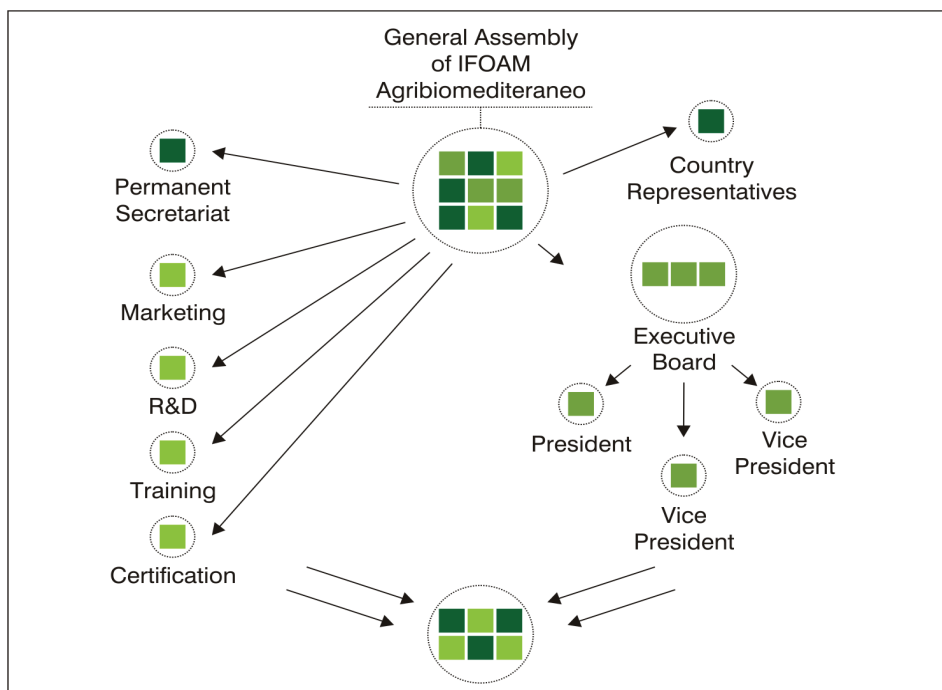 General Assembly
of IFOAM
Agribiomediteraneo
Country
Representatives
Permanent
Secretariat
Marketing
Executive
Board
R&D
President
Vice
President
Training
Vice
President
Certification